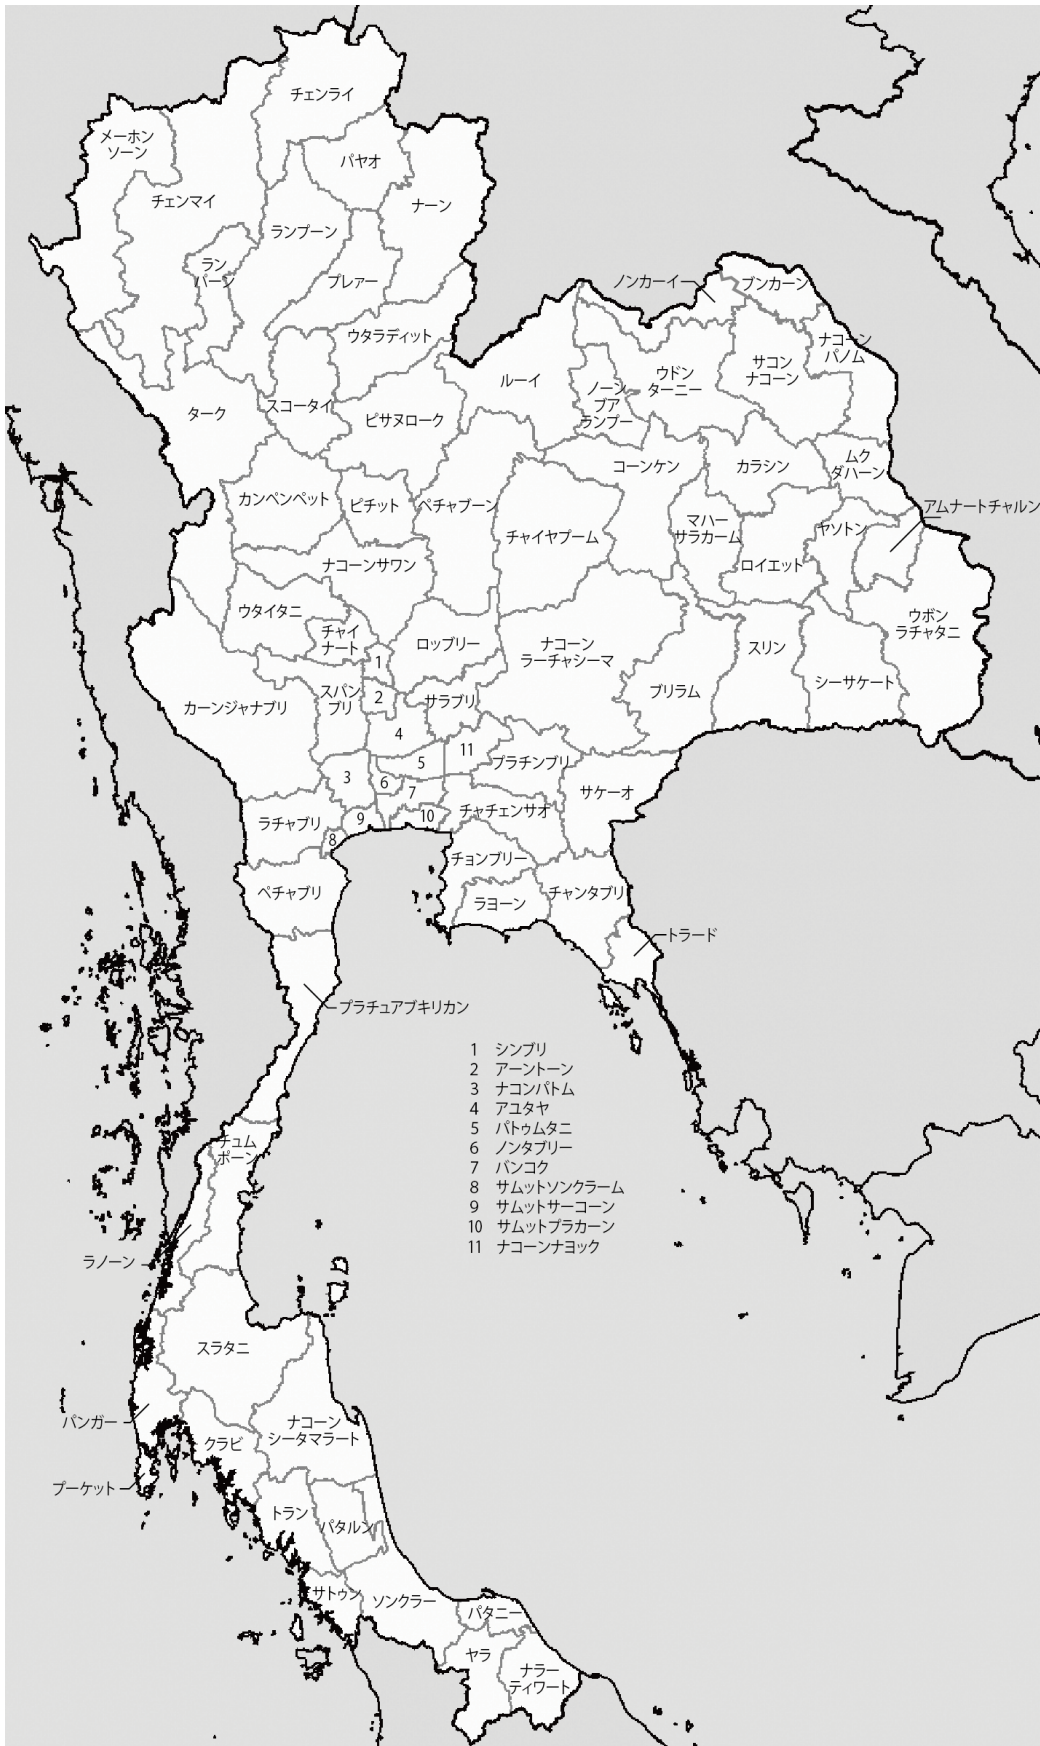 チェンライ
メーホン
ソーン
パヤオ
チェンマイ
ナーン
ランプーン
ラン
パーン
プレアー
ノンカーイ
ブンカーン
ウタラディット
ナコーン
パノム
サコン
ナコーン
ルーイ
ウドン
ターニー
ノーン
ブア
ランプー
ターク
スコータイ
ピサヌローク
コーンケン
カラシン
ムク
ダハーン
カンペンペット
ピチット
ペチャブーン
チャイヤプーム
マハー
サラカーム
ヤソトン
アムナートチャルン
ナコーンサワン
ロイエット
ウタイタニ
チャイ
ナート
ロッブリー
ナコーン
ラーチャシーマ
スリン
ウボン
ラチャタニ
1
カーンジャナブリ
スパン
ブリ
2
サラブリ
ブリラム
シーサケート
4
11
5
プラチンブリ
3
6
7
サケーオ
ラチャブリ
9
10
チャチェンサオ
8
チョンブリー
ペチャブリ
ラヨーン
チャンタブリ
トラード
プラチュアブキリカン
1 シンブリ
2 アーントーン
3 ナコンパトム
4 アユタヤ
5 パトゥムタニ
6 ノンタブリー
7 バンコク
8 サムットソンクラーム
9 サムットサーコーン
10 サムットプラカーン
11 ナコーンナヨック
チュム
ポーン
ラノーン
スラタニ
パンガー
ナコーン
シータマラート
クラビ
プーケット
トラン
パタルン
サトゥン
ソンクラー
パタニー
ヤラ
ナラー
ティワート